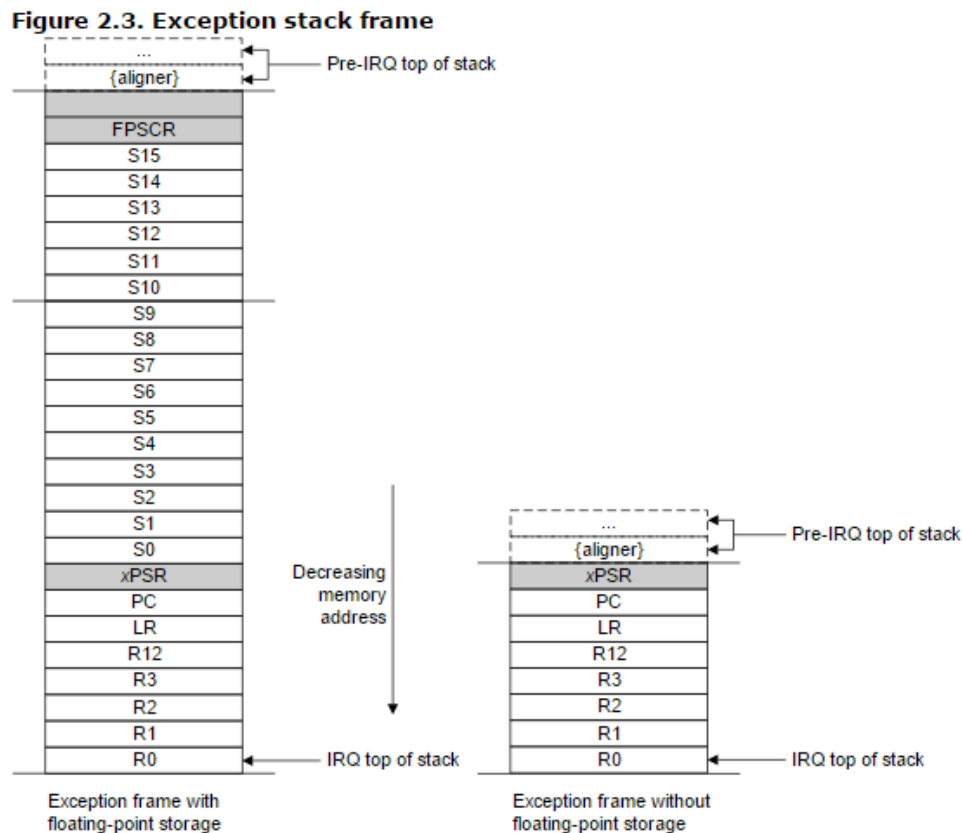 Figure 2.3. Exception stack frame
...
{aligner}
Pre-IRQ top of stack
FPSCR
S15
S14
S13
S12
S11
S10
S9
S8
S7
S6
S5
S4
S3
S2
S1
S0
xPSR
PC
LR
R12
R3
R2
R1
R0
IRQ top of stack
Exception frame with
floating-point storage
Decreasing
memory
address
...
{aligner}
Pre-IRQ top of stack
xPSR
PC
LR
R12
R3
R2
R1
R0
IRQ top of stack
Exception frame without
floating-point storage